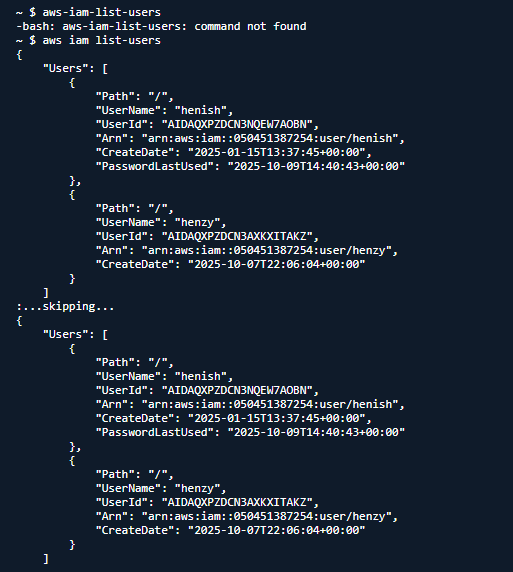 ~ $ aws-iam-list-users
-bash: aws-iam-list-users: command not found
~ $ aws iam list-users
{
    "Users": [
        {
            "Path": "/",
            "UserName": "henish",
            "UserId": "AIDAQXPZDCN3NQEW7AOBN",
            "Arn": "arn:aws:iam::050451387254:user/henish",
            "CreateDate": "2025-01-15T13:37:45+00:00",
            "PasswordLastUsed": "2025-10-09T14:40:43+00:00"
        },
        {
            "Path": "/",
            "UserName": "henzy",
            "UserId": "AIDAQXPZDCN3AXKXITAKZ",
            "Arn": "arn:aws:iam::050451387254:user/henzy",
            "CreateDate": "2025-10-07T22:06:04+00:00"
        }
    ]
:...skipping...
{
    "Users": [
        {
            "Path": "/",
            "UserName": "henish",
            "UserId": "AIDAQXPZDCN3NQEW7AOBN",
            "Arn": "arn:aws:iam::050451387254:user/henish",
            "CreateDate": "2025-01-15T13:37:45+00:00",
            "PasswordLastUsed": "2025-10-09T14:40:43+00:00"
        },
        {
            "Path": "/",
            "UserName": "henzy",
            "UserId": "AIDAQXPZDCN3AXKXITAKZ",
            "Arn": "arn:aws:iam::050451387254:user/henzy",
            "CreateDate": "2025-10-07T22:06:04+00:00"
        }
    ]